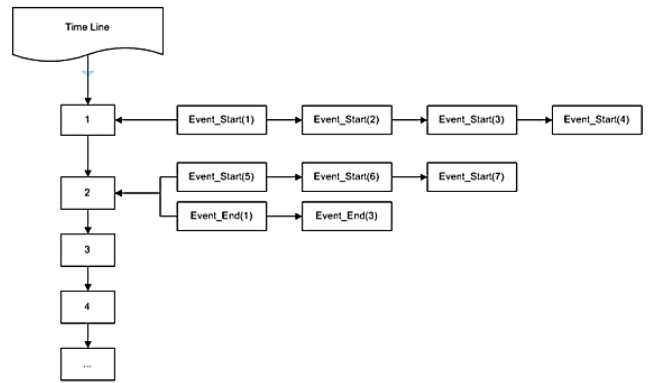 Time Line
1
Event_Start(1)
Event_Start(2)
Event_Start(3)
Event_Start(4)
2
Event_Start(5)
Event_Start(6)
Event_Start(7)
Event_End(1)
Event_End(3)
3
4
...